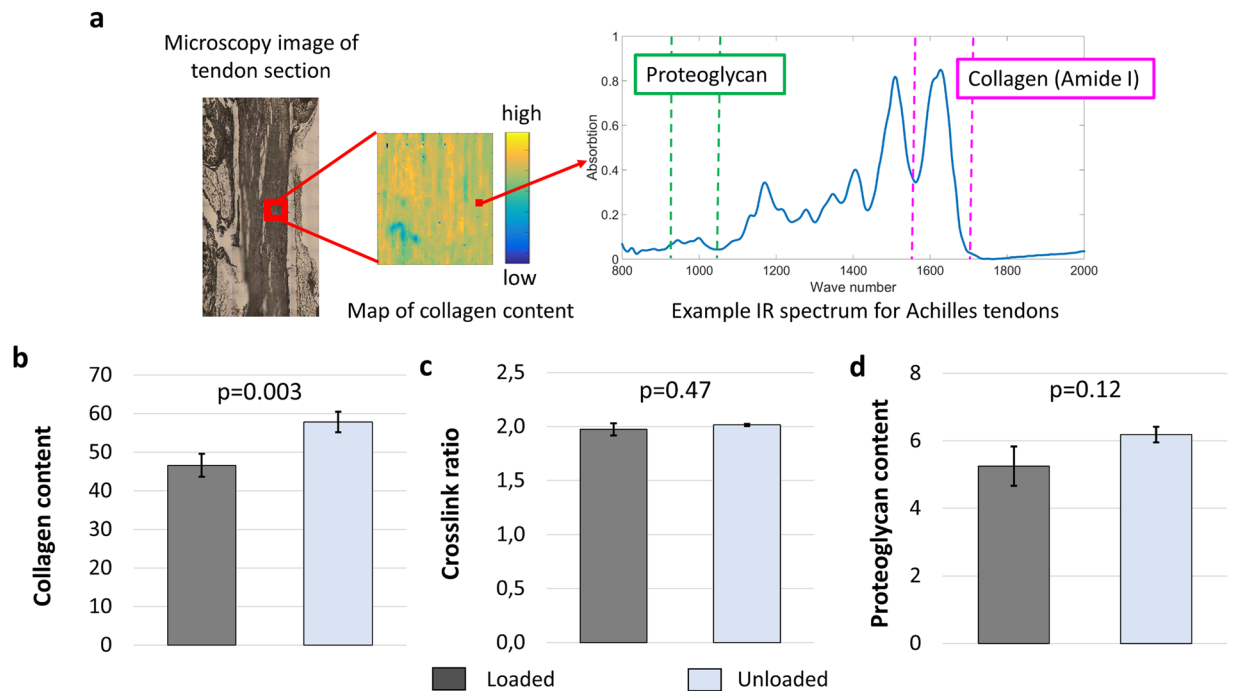 a
Microscopy image of
tendon section
high
low
Map of collagen content
Proteoglycan
Collagen (Amide I)
Absorbtion
1
0.8
0.6
0.4
0.2
0
800
1000
1200
1400
1600
1800
2000
Wave number
Example IR spectrum for Achilles tendons
b
p=0.003
Collagen content
70
60
50
40
30
20
10
0
c
p=0.47
Crosslink ratio
2,5
2,0
1,5
1,0
0,5
0,0
d
p=0.12
Proteoglycan content
8
6
4
2
0
Loaded
Unloaded